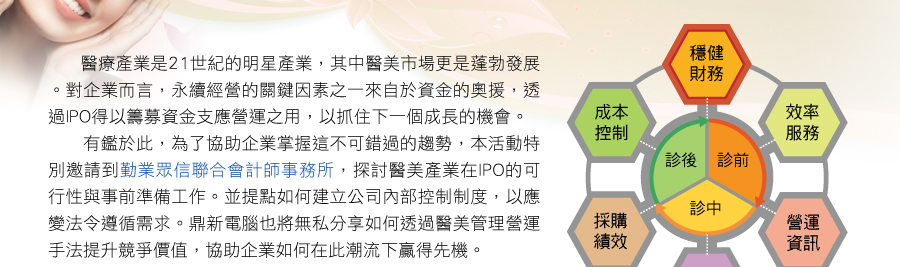 醫療產業是21世紀的明星產業，其中醫美市場更是蓬勃發展
。對企業而言，永續經營的關鍵因素之一來自於資金的奧援，透
過IPO得以籌募資金支應營運之用，以抓住下一個成長的機會。
有鑑於此，為了協助企業掌握這不可錯過的趨勢，本活動特
別邀請到勤業眾信聯合會計師事務所，探討醫美產業在IPO的可
行性與事前準備工作。並提點如何建立公司內部控制制度，以應
變法令遵循需求。鼎新電腦也將無私分享如何透過醫美管理營運
手法提升競爭價值，協助企業如何在此潮流下贏得先機。
穩健
財務
成本
控制
效率
服務
診後
診前
診中
採購
績效
營運
資訊